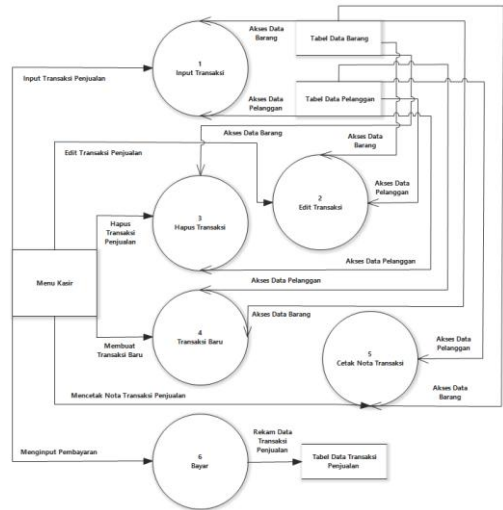 Akses Data
Barang
Tabel Data Barang
1
Input Transaksi
Input Transaksi Penjualan
Akses Data
Pelanggan
Tabel Data Pelanggan
Akses Data Barang
Edit Transaksi Penjualan
Akses Data
Barang
2
Edit Transaksi
Akses Data
Pelanggan
3
Hapus Transaksi
Hapus
Transaksi
Penjualan
Akses Data Pelanggan
Menu Kasir
Akses Data Pelanggan
4
Transaksi Baru
Akses Data Barang
Membuat
Transaksi Baru
5
Cetak Nota Transaksi
Akses Data
Pelanggan
Akses Data
Barang
Mencetak Nota Transaksi Penjualan
Menginput Pembayaran
6
Bayar
Rekam Data
Transaksi
Penjualan
Tabel Data Transaksi
Penjualan